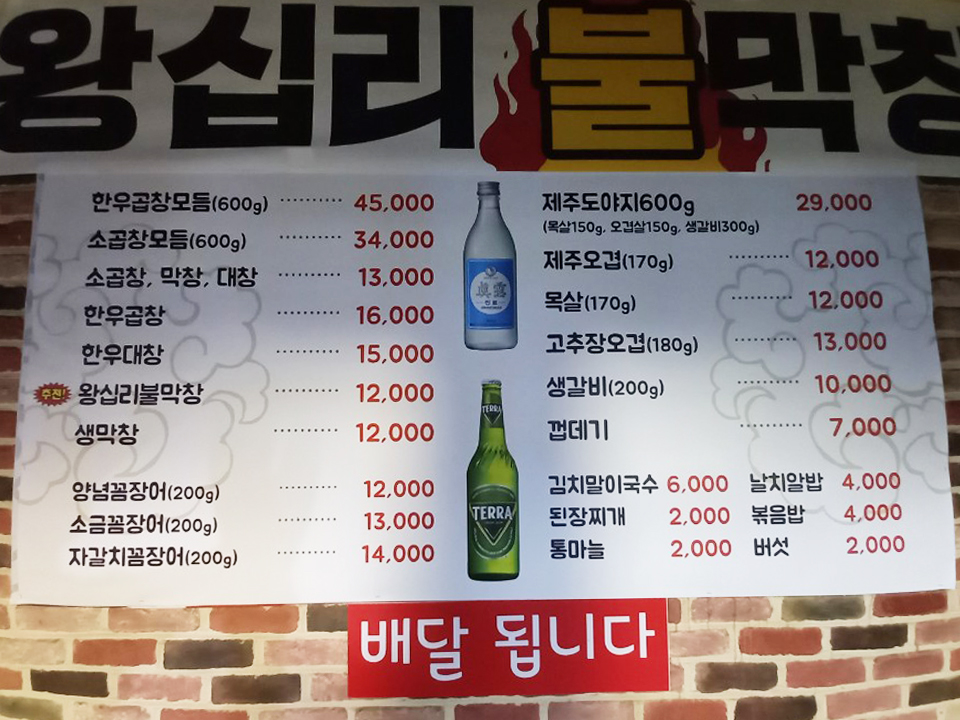 왕십리불막창
한우곱창모듬(600g) ·········· 45,000
소곱창모듬(600g) ·········· 34,000
소곱창, 막창, 대창 ·········· 13,000
한우곱창 ·········· 16,000
한우대창 ·········· 15,000
추천! 왕십리불막창 ·········· 12,000
생막창 ·········· 12,000
양념꼼장어(200g) ·········· 12,000
소금꼼장어(200g) ·········· 13,000
자갈치꼼장어(200g) ·········· 14,000
眞露
진로
TERRA
TERRA
제주도야지600g 29,000
(목살150g, 오겹살150g, 생갈비300g)
제주오겹(170g) ·········· 12,000
목살(170g) ·········· 12,000
고추장오겹(180g) ·········· 13,000
생갈비(200g) ·········· 10,000
껍데기 ·········· 7,000
김치말이국수 6,000 날치알밥 4,000
된장찌개 2,000 볶음밥 4,000
통마늘 2,000 버섯 2,000
배달 됩니다